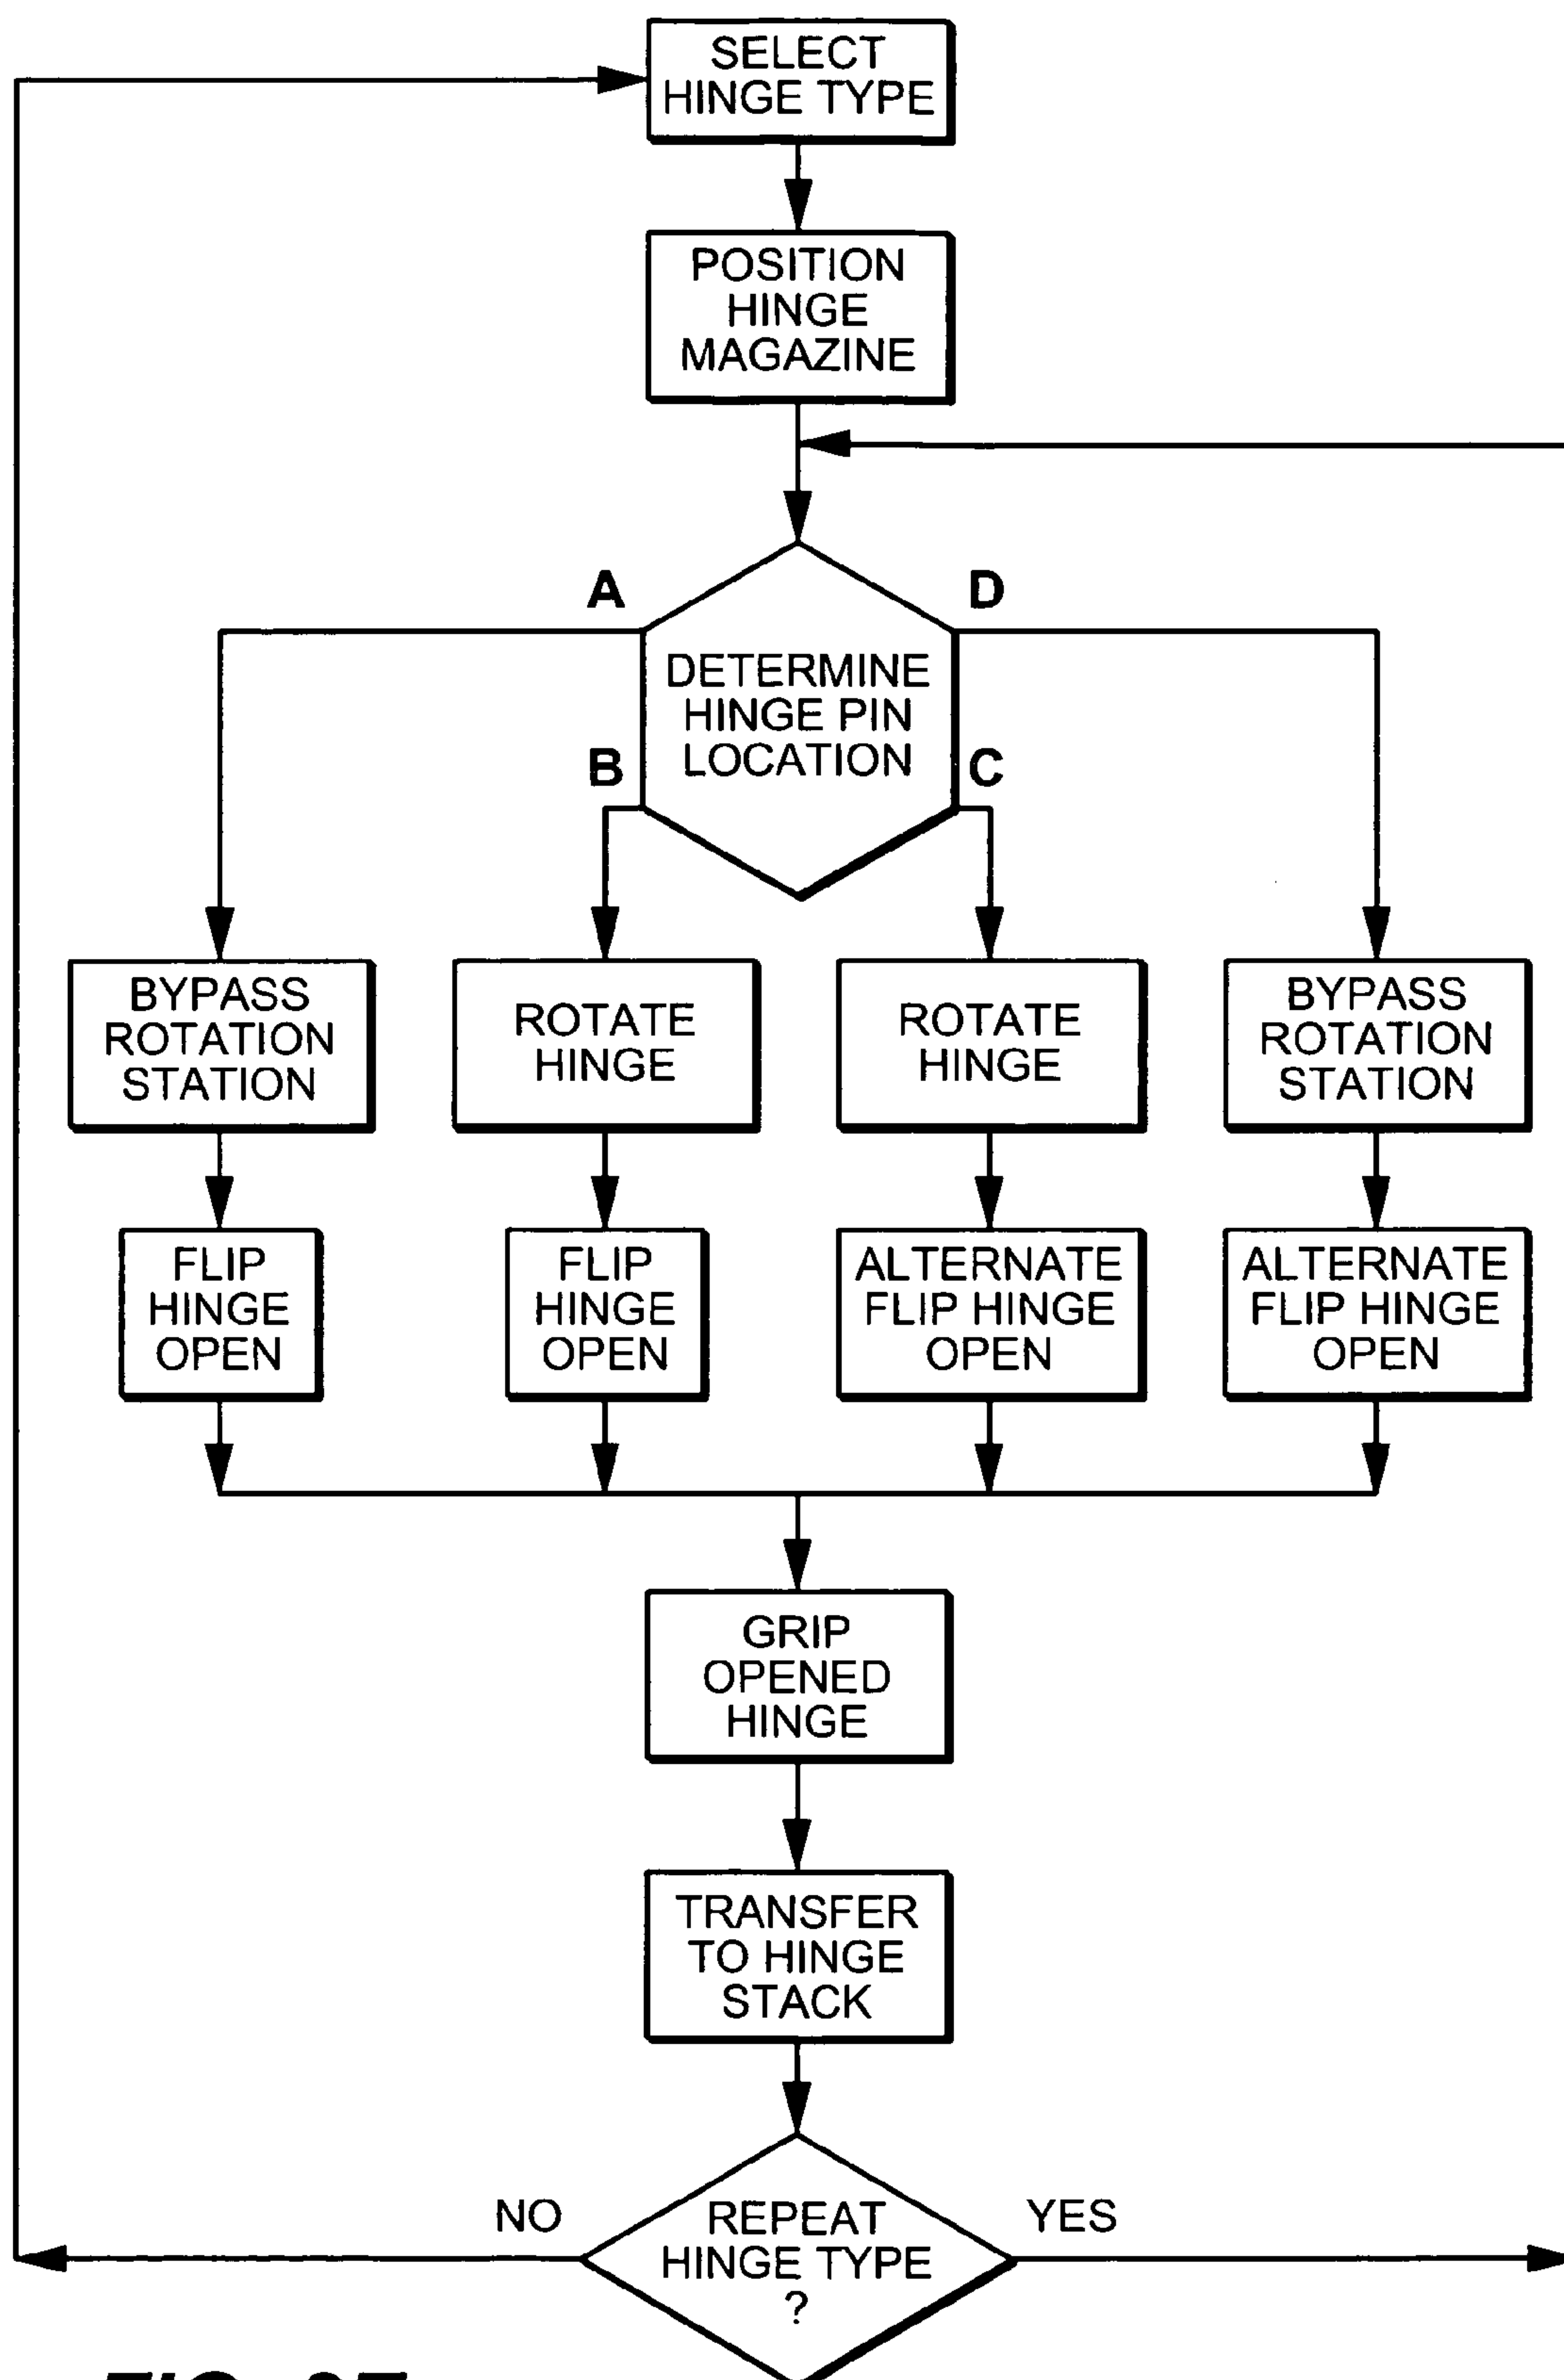 SELECT
HINGE TYPE
POSITION
HINGE
MAGAZINE
A
D
DETERMINE
HINGE PIN
LOCATION
B
C
BYPASS
ROTATION
STATION
ROTATE
HINGE
ROTATE
HINGE
BYPASS
ROTATION
STATION
FLIP
HINGE
OPEN
FLIP
HINGE
OPEN
ALTERNATE
FLIP HINGE
OPEN
ALTERNATE
FLIP HINGE
OPEN
GRIP
OPENED
HINGE
TRANSFER
TO HINGE
STACK
NO
YES
REPEAT
HINGE TYPE
?